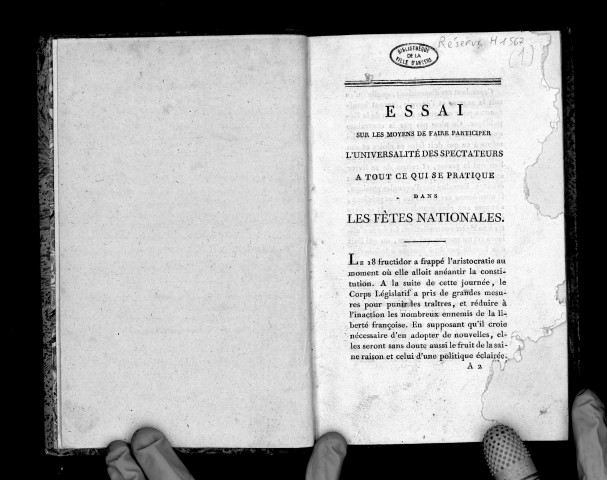 Réserve H 1567
(1)
BIBLIOTHÈQUE
DE LA
VILLE D'ANGERS
ESSAI
SUR LES MOYENS DE FAIRE PARTICIPER
L'UNIVERSALITÉ DES SPECTATEURS
A TOUT CE QUI SE PRATIQUE
DANS
LES FÊTES NATIONALES.
LE 18 fructidor a frappé l'aristocratie au
moment où elle alloit anéantir la consti-
tution. A la suite de cette journée, le
Corps Législatif a pris de grandes mesu-
res pour punir les traîtres, et réduire à
l'inaction les nombreux ennemis de la li-
berté françoise. En supposant qu'il croie
nécessaire d'en adopter de nouvelles, el-
les seront sans doute aussi le fruit de la sai-
ne raison et celui d'une politique éclairée.
A 2